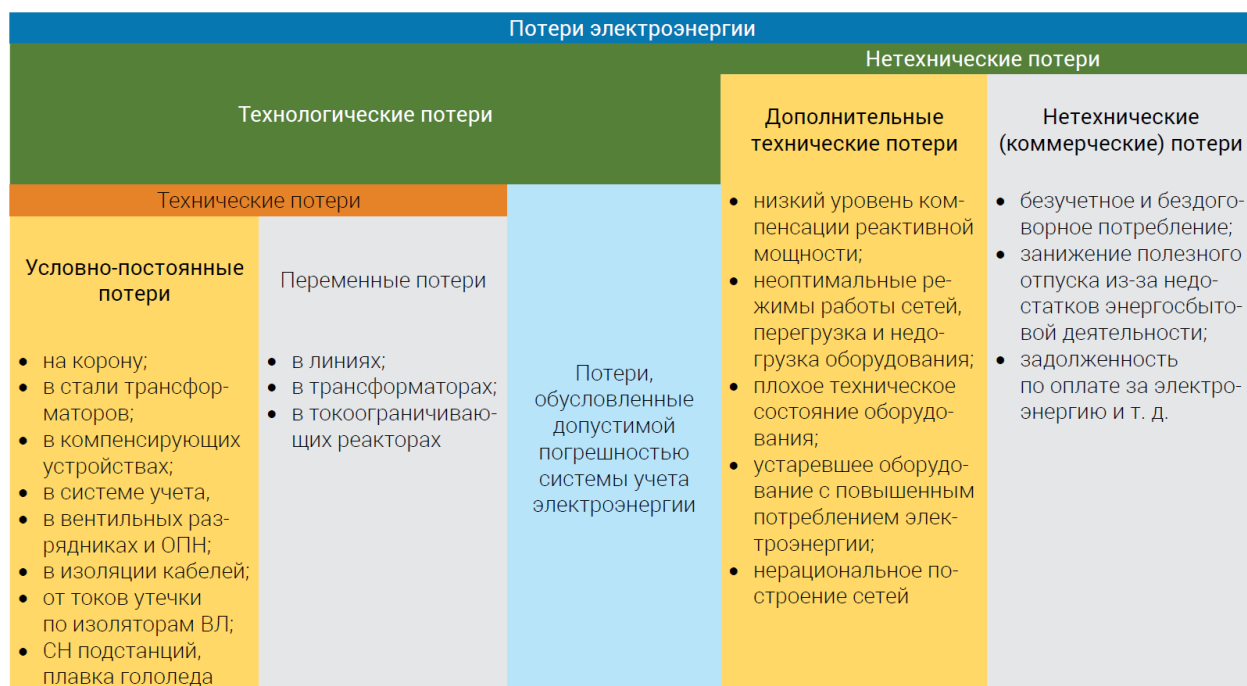 Потери электроэнергии
Нетехнические потери
Технологические потери
Дополнительные
технические потери
Нетехнические
(коммерческие) потери
Технические потери
Условно-постоянные
потери
• на корону;
• в стали трансфор-
маторов;
• в компенсирующих
устройствах;
• в системе учета,
• в вентильных раз-
рядниках и ОПН;
• в изоляции кабелей;
• от токов утечки
по изоляторам ВЛ;
• СН подстанций,
плавка гололеда
Переменные потери
• в линиях;
• в трансформаторах;
• в токоограничиваю-
щих реакторах
Потери,
обусловленные
допустимой
погрешностью
системы учета
электроэнергии
• низкий уровень ком-
пенсации реактивной
мощности;
• неоптимальные ре-
жимы работы сетей,
перегрузка и недо-
грузка оборудования;
• плохое техническое
состояние оборудо-
вания;
• устаревшее оборудо-
вание с повышенным
потреблением элек-
троэнергии;
• нерациональное по-
строение сетей
• безучетное и бездого-
ворное потребление;
• занижение полезного
отпуска из-за недо-
статков энергосбыто-
вой деятельности;
• задолженность
по оплате за электро-
энергию и т. д.